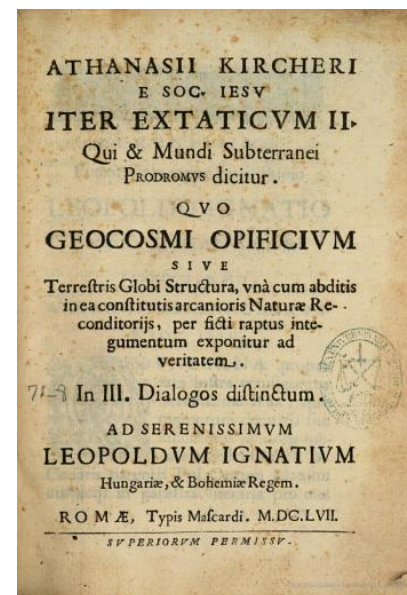 ATHANASII KIRCHERI
E SOC. IESV
ITER EXTATICVM II.
Qui & Mundi Subterranei
PRODROMVS dicitur.
QVO
GEOCOSMI OPIFICIVM
SIVE
Terreſtris Globi Structura, vnà cum abditis
in ea conſtitutis arcanioris Naturæ Re-
conditorijs, per ficti raptus inte-
gumentum exponitur ad
veritatem.
71-8 In III. Dialogos diſtinctum.
AD SERENISSIMVM
LEOPOLDVM IGNATIVM
Hungariæ, & Bohemiæ Regem.
ROMÆ, Typis Maſcardi. M.DC.LVII.
SVPERIORVM PERMISSV.